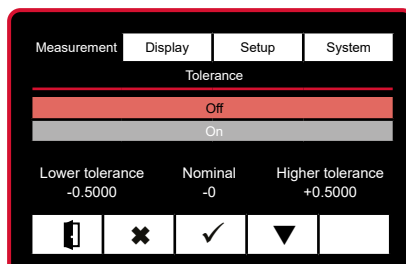 Measurement Display Setup System
Tolerance
Off
On
Lower tolerance Nominal Higher tolerance
-0.5000 -0 +0.5000